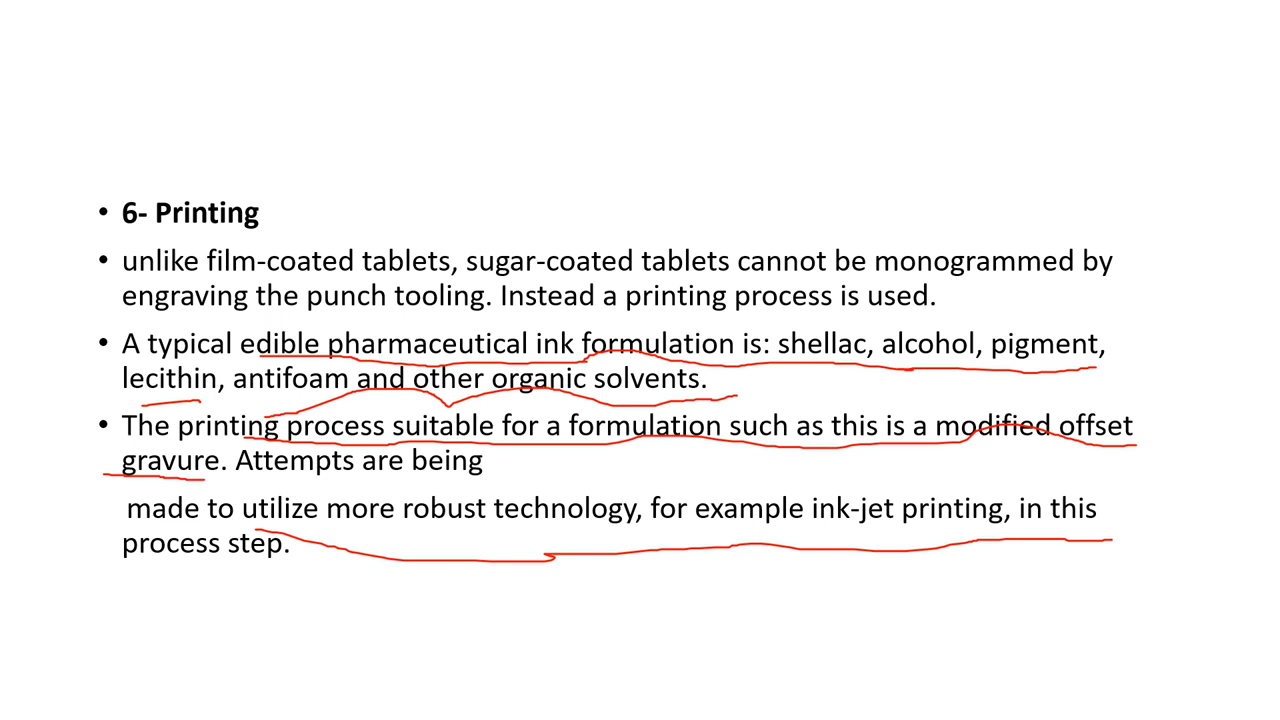 • 6- Printing
• unlike film-coated tablets, sugar-coated tablets cannot be monogrammed by
engraving the punch tooling. Instead a printing process is used.
• A typical edible pharmaceutical ink formulation is: shellac, alcohol, pigment,
lecithin, antifoam and other organic solvents.
• The printing process suitable for a formulation such as this is a modified offset
gravure. Attempts are being
made to utilize more robust technology, for example ink-jet printing, in this
process step.